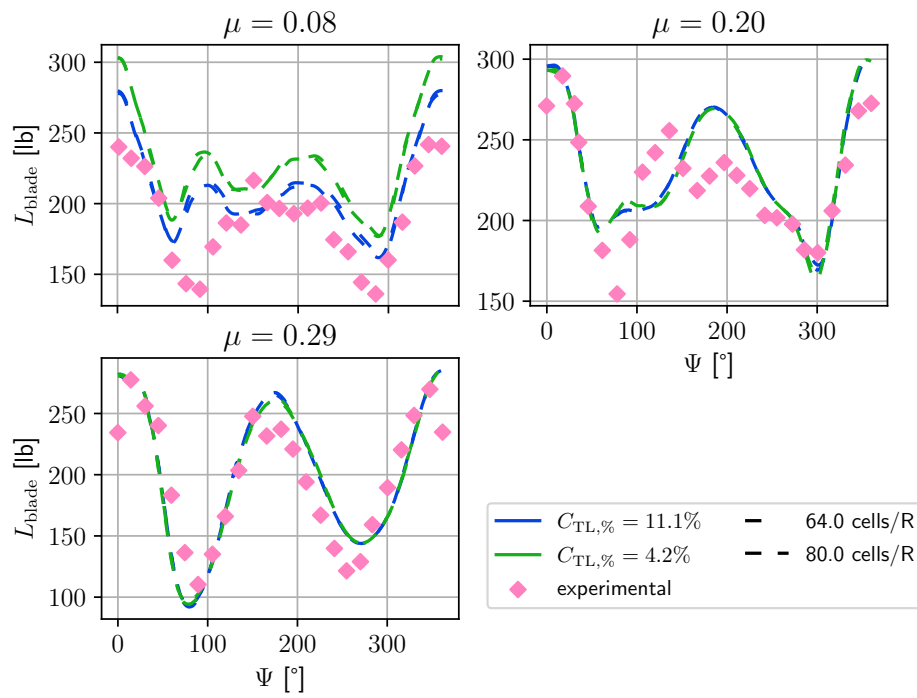 μ = 0.08
μ = 0.20
300
250
200
150
L_blade [lb]
300
250
200
150
0
100
200
300
Ψ [°]
μ = 0.29
250
200
150
100
L_blade [lb]
0
100
200
300
Ψ [°]
C_TL,% = 11.1%
C_TL,% = 4.2%
experimental
64.0 cells/R
80.0 cells/R